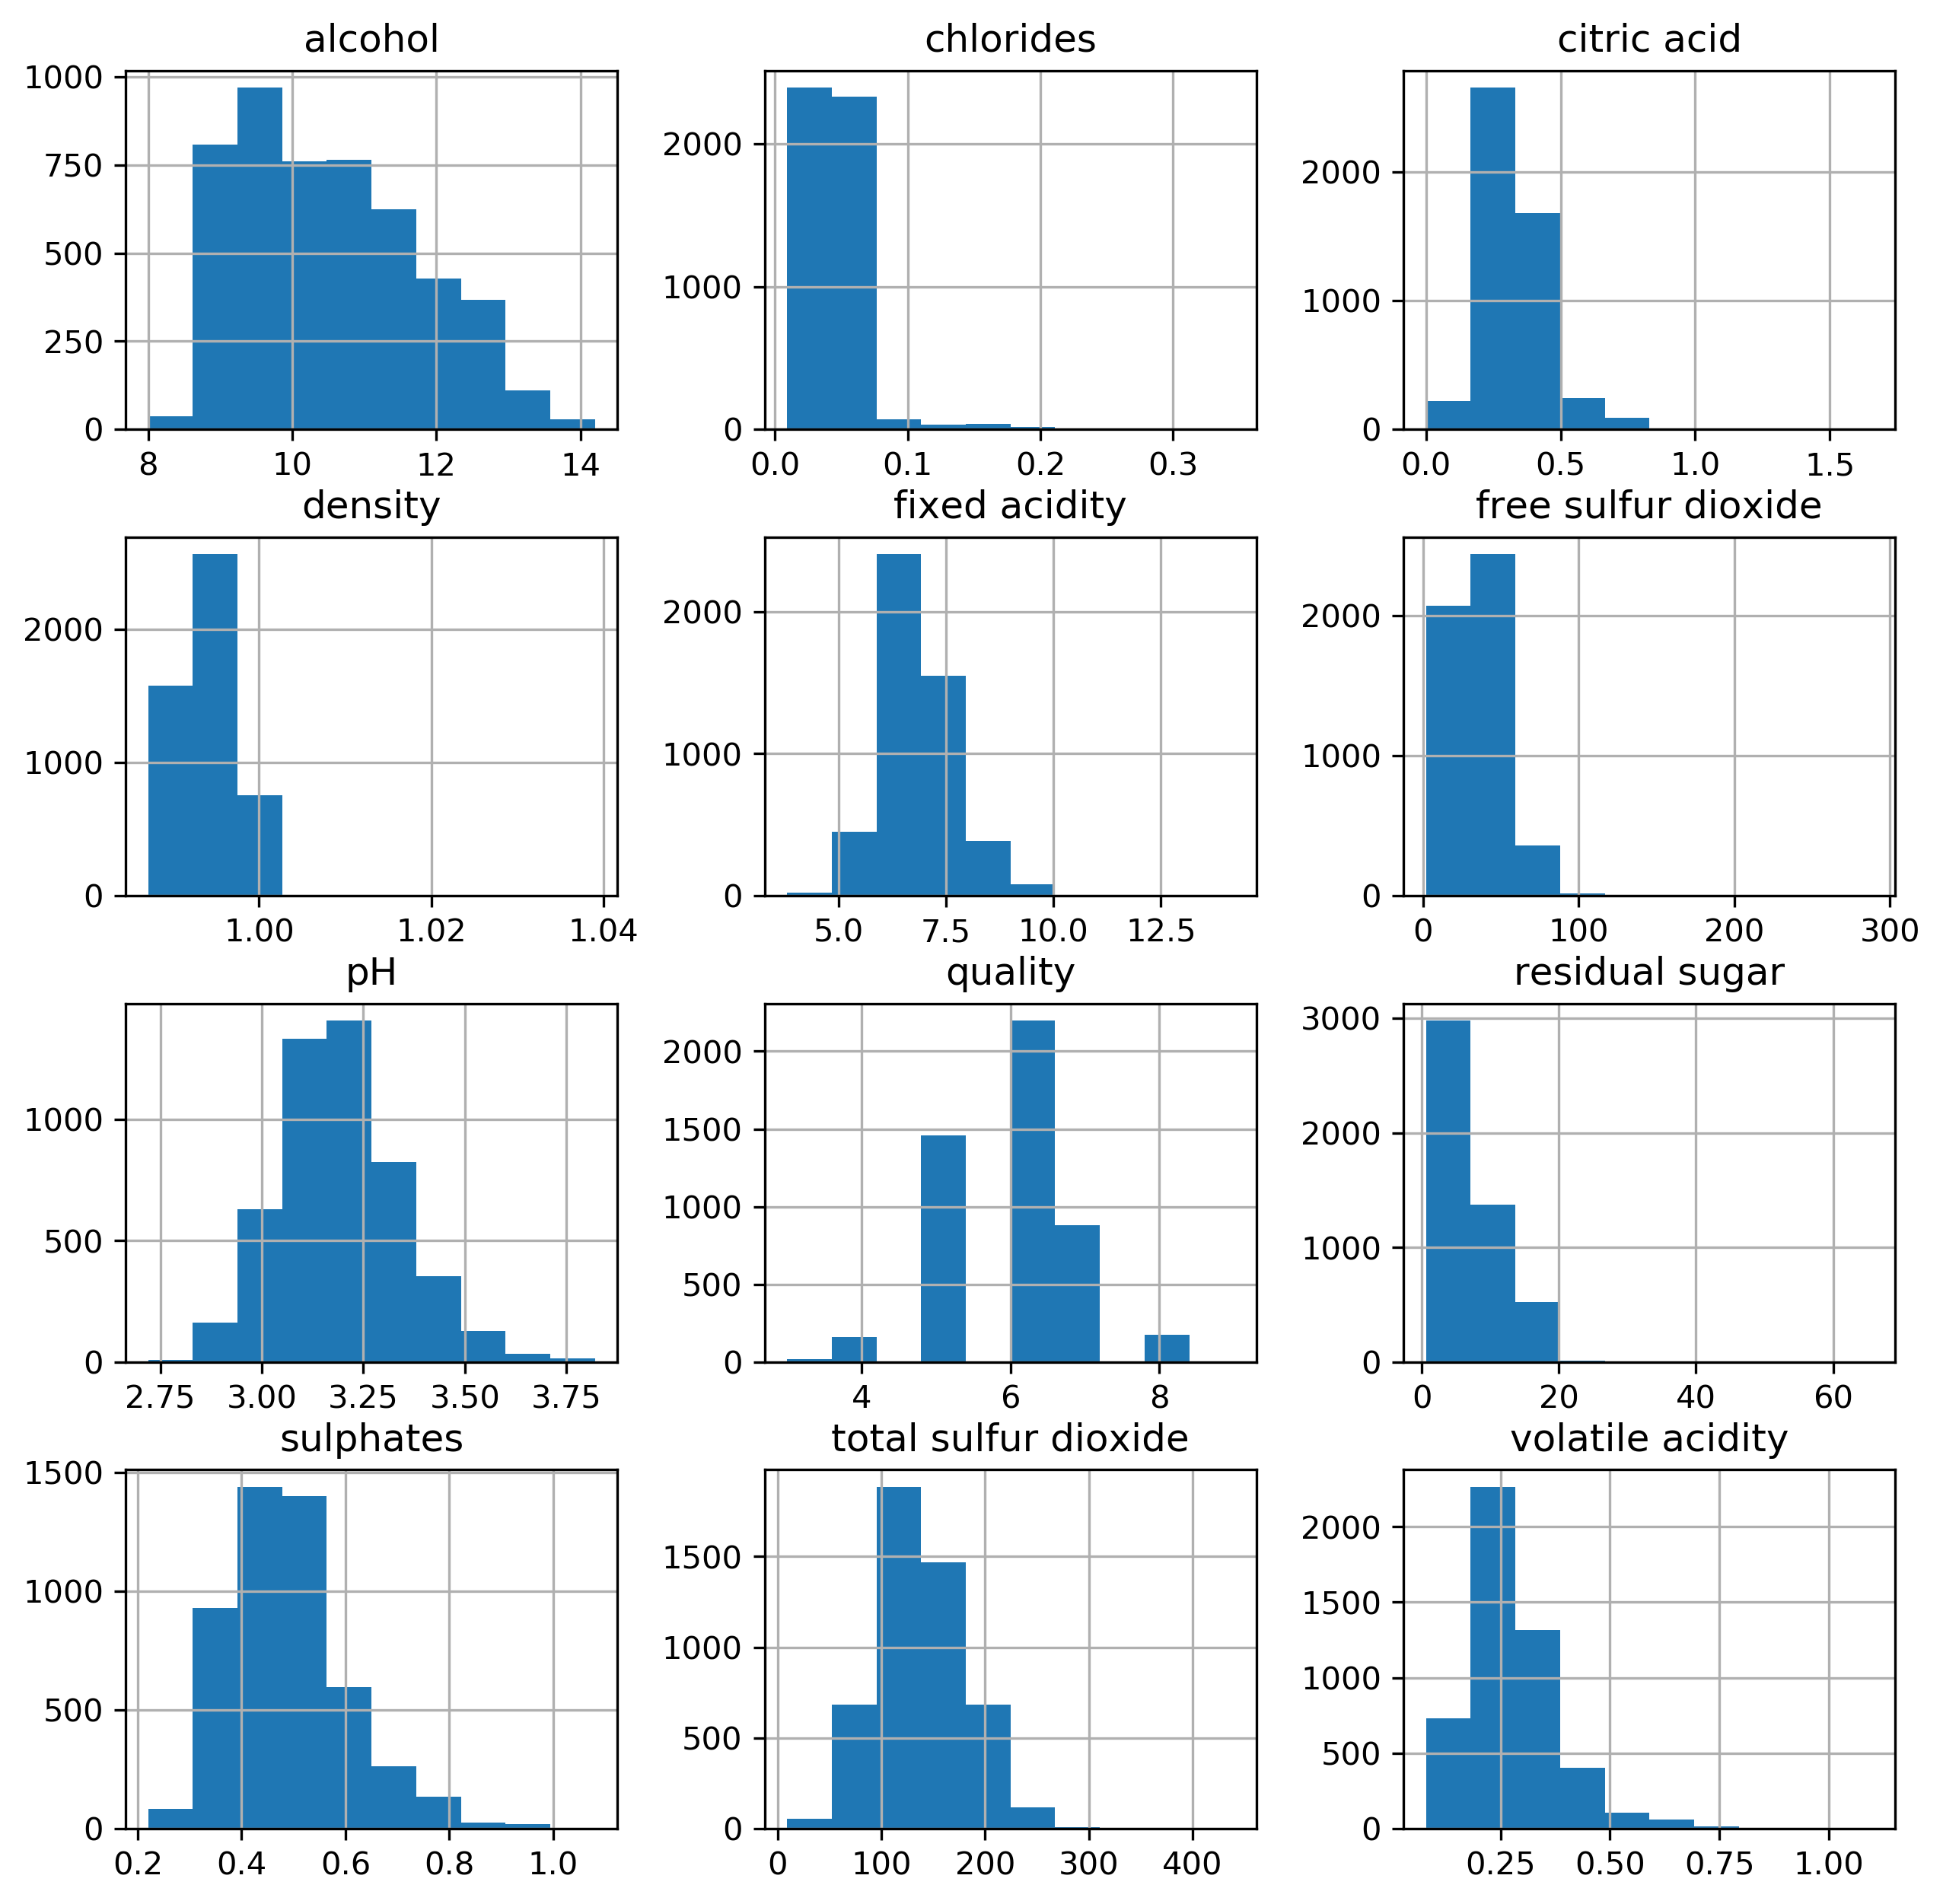 alcohol chlorides citric acid
1000
750
500
250
0
8 10 12 14
2000
1000
0
0.0 0.1 0.2 0.3
2000
1000
0
0.0 0.5 1.0 1.5
density fixed acidity free sulfur dioxide
2000
1000
0
1.00 1.02 1.04
2000
1000
0
5.0 7.5 10.0 12.5
2000
1000
0
0 100 200 300
pH quality residual sugar
1000
500
0
2.75 3.00 3.25 3.50 3.75
2000
1500
1000
500
0
4 6 8
3000
2000
1000
0
0 20 40 60
sulphates total sulfur dioxide volatile acidity
1500
1000
500
0
0.2 0.4 0.6 0.8 1.0
1500
1000
500
0
0 100 200 300 400
2000
1500
1000
500
0
0.25 0.50 0.75 1.00